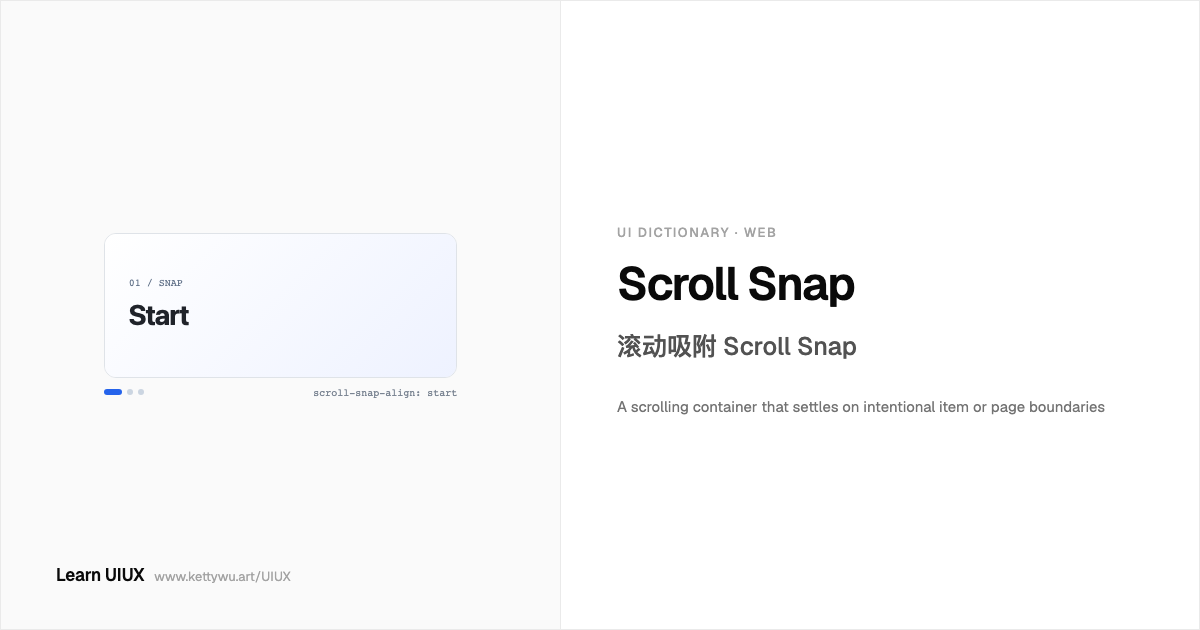 01 / SNAP
Start
scroll-snap-align: start
Learn UIUX www.kettywu.art/UIUX
UI DICTIONARY · WEB
Scroll Snap
滚动吸附 Scroll Snap
A scrolling container that settles on intentional item or page boundaries